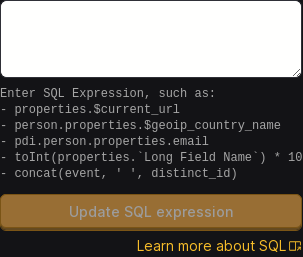 Enter SQL Expression, such as:
- properties.$current_url
- person.properties.$geoip_country_name
- pdi.person.properties.email
- toInt(properties.`Long Field Name`) * 10
- concat(event, ' ', distinct_id)
Update SQL expression
Learn more about SQL